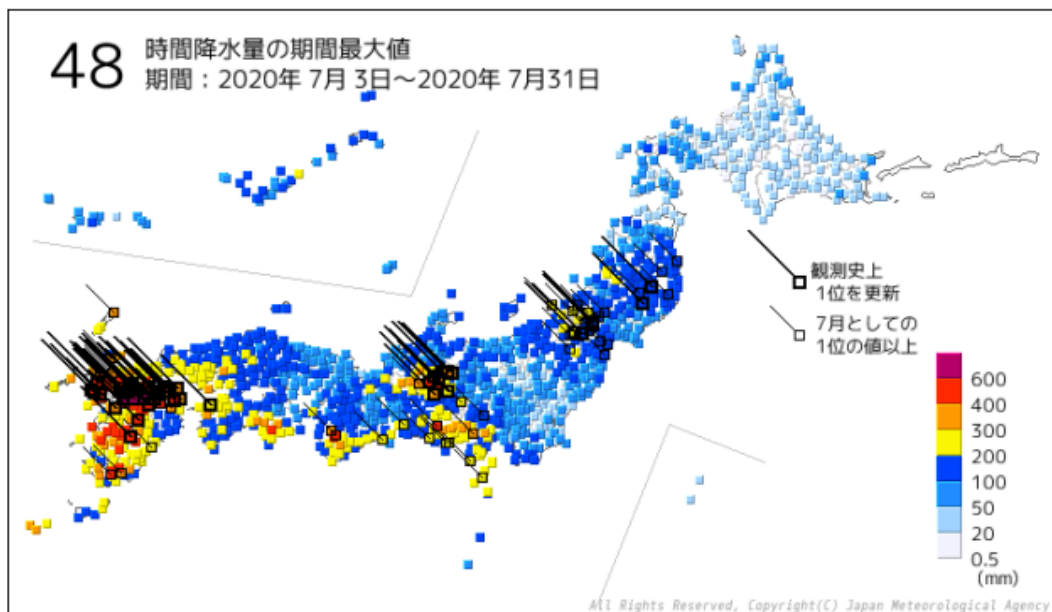 48 時間降水量の期間最大値
期間：2020年 7月 3日～2020年 7月31日
観測史上
1位を更新
7月としての
1位の値以上
600
400
300
200
100
50
20
0.5
(mm)
All Rights Reserved, Copyright(C) Japan Meteorological Agency